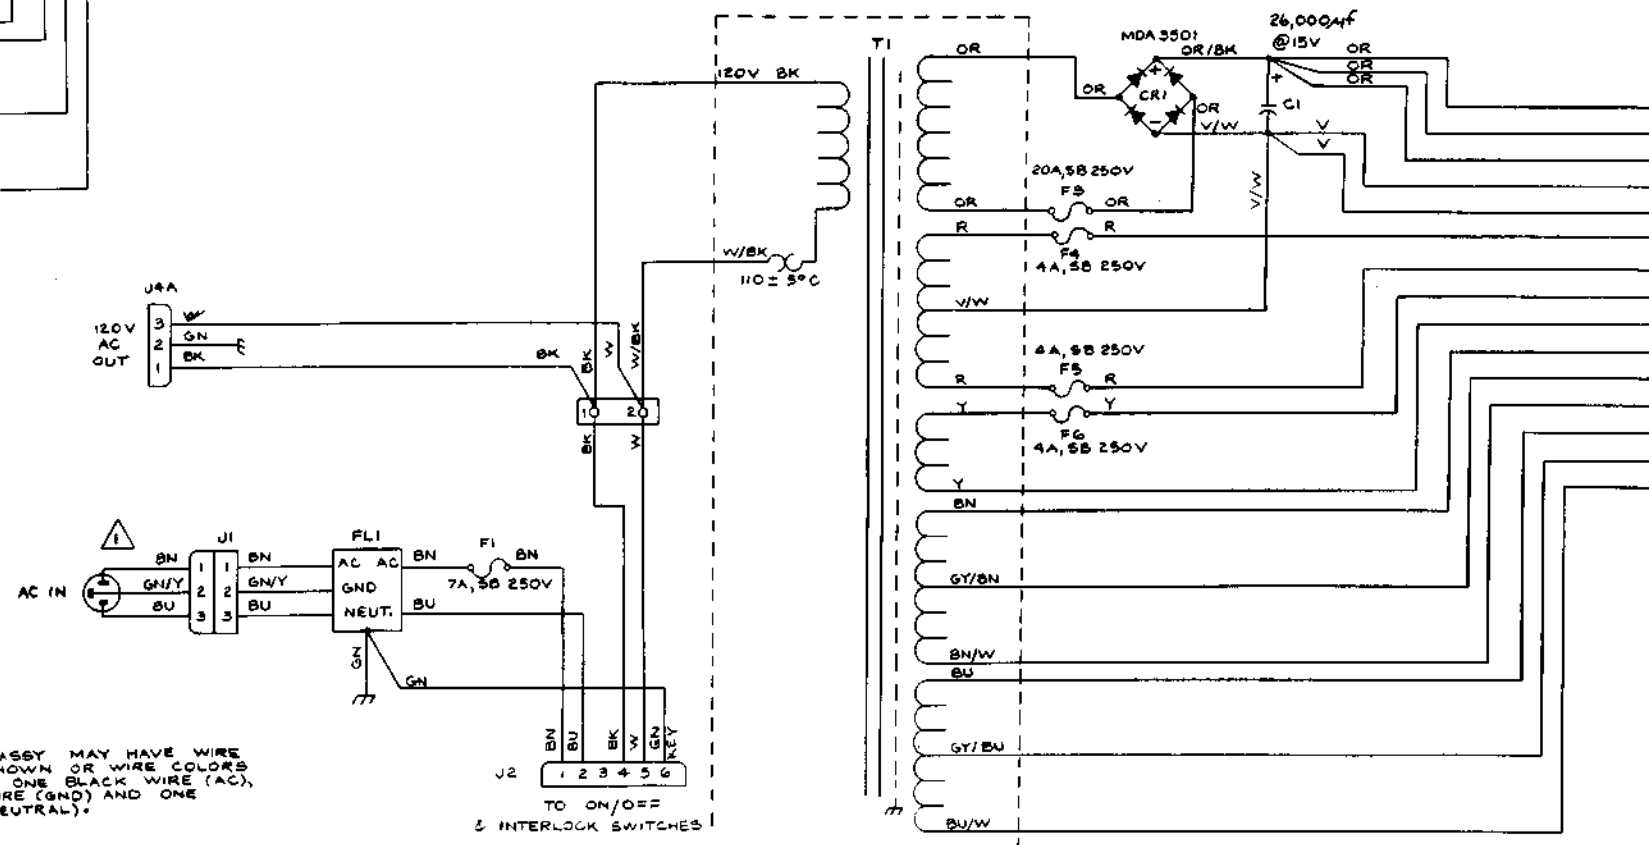 T1
120V BK
W/BK
110 ± 5°C
OR
MDA 3501
OR/BK
26,000µf
@15V
OR
OR
OR
OR
+
CR1
-
OR
V/W
+
C1
V
V
V/W
20A, SB 250V
F3
OR
OR
R
R
F4
4A, SB 250V
V/W
4A, SB 250V
F5
R
R
Y
Y
F6
4A, SB 250V
Y
BN
GY/BN
BN/W
BU
GY/BU
BU/W
J4A
120V
AC
OUT
3 W
2 GN
1 BK
BK
BK
W
W/BK
1 2
BK
W
1
AC IN
BN
GN/Y
BU
J1
1 1
2 2
3 3
BN
GN/Y
BU
FL1
AC AC
GND
NEUT.
BN
F1
BN
7A, SB 250V
BU
GN
GN
BN
BU
BK
W
GN
KEY
J2
1 2 3 4 5 6
TO ON/OFF
& INTERLOCK SWITCHES
ASSY MAY HAVE WIRE
HOWN OR WIRE COLORS
ONE BLACK WIRE (AC),
IRE (GND) AND ONE
EUTRAL).